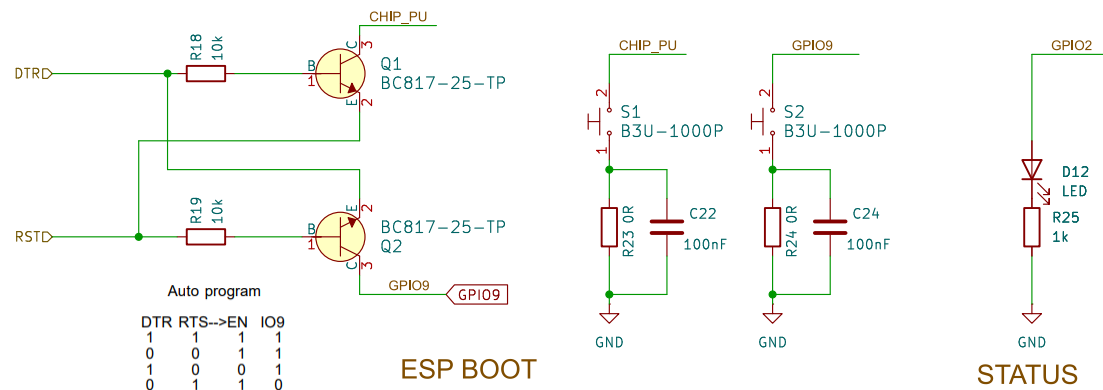 CHIP_PU
DTR
R18
10k
B
1
C
3
E
2
Q1
BC817-25-TP
RST
R19
10k
B
1
E
2
C
3
BC817-25-TP
Q2
GPIO9
GPIO9
Auto program
DTR RTS-->EN IO9
1 1 1 1
0 0 1 1
1 0 0 1
0 1 1 0
ESP BOOT
CHIP_PU
2
S1
B3U-1000P
1
R23 0R
C22
100nF
GND
GPIO9
2
S2
B3U-1000P
1
R24 0R
C24
100nF
GND
GPIO2
D12
LED
R25
1k
GND
STATUS